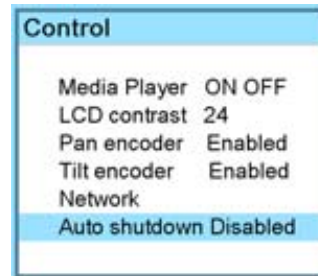 Control
Media Player ON OFF
LCD contrast 24
Pan encoder Enabled
Tilt encoder Enabled
Network
Auto shutdown Disabled